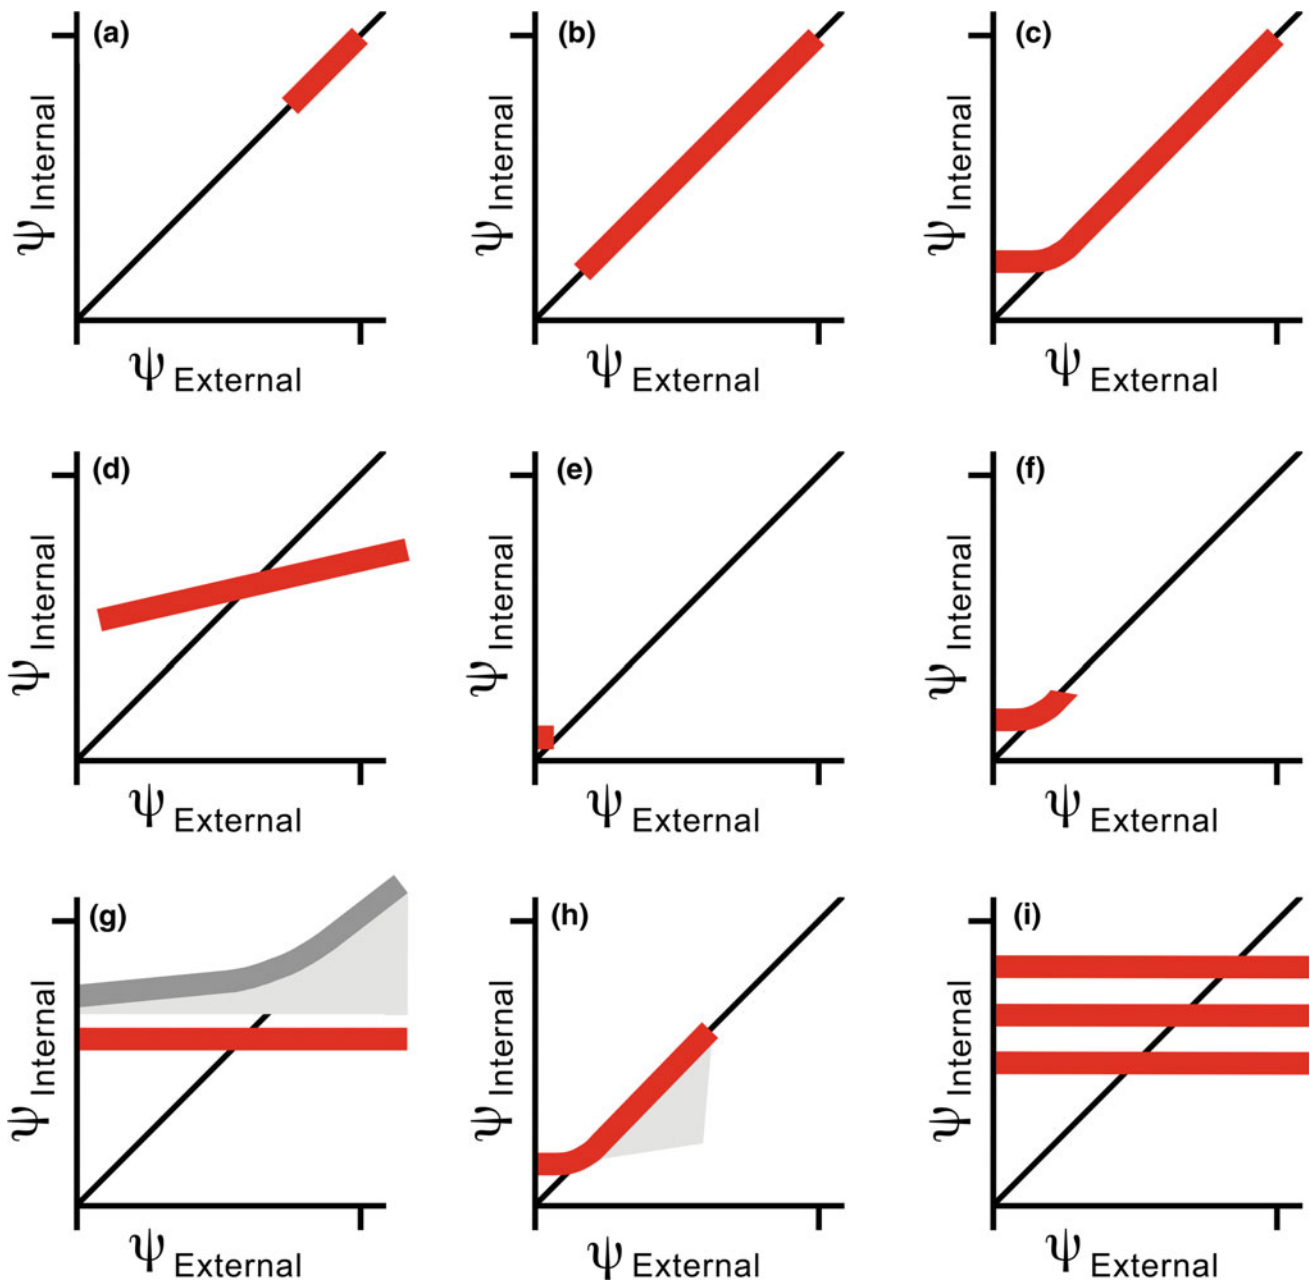 (a)
ψ Internal
ψ External
(b)
ψ Internal
ψ External
(c)
ψ Internal
ψ External
(d)
ψ Internal
ψ External
(e)
ψ Internal
ψ External
(f)
ψ Internal
ψ External
(g)
ψ Internal
ψ External
(h)
ψ Internal
ψ External
(i)
ψ Internal
ψ External